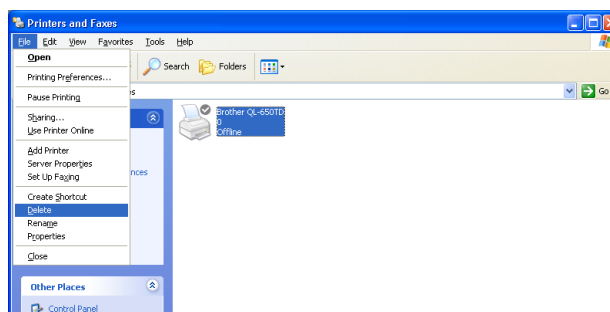 Printers and Faxes
File Edit View Favorites Tools Help
Open
Printing Preferences...
Pause Printing
Sharing...
Use Printer Online
Add Printer
Server Properties
Set Up Faxing
Create Shortcut
Delete
Rename
Properties
Close
Search Folders
s
Go
Brother QL-650TD
0
Offline
nces
Other Places
Control Panel